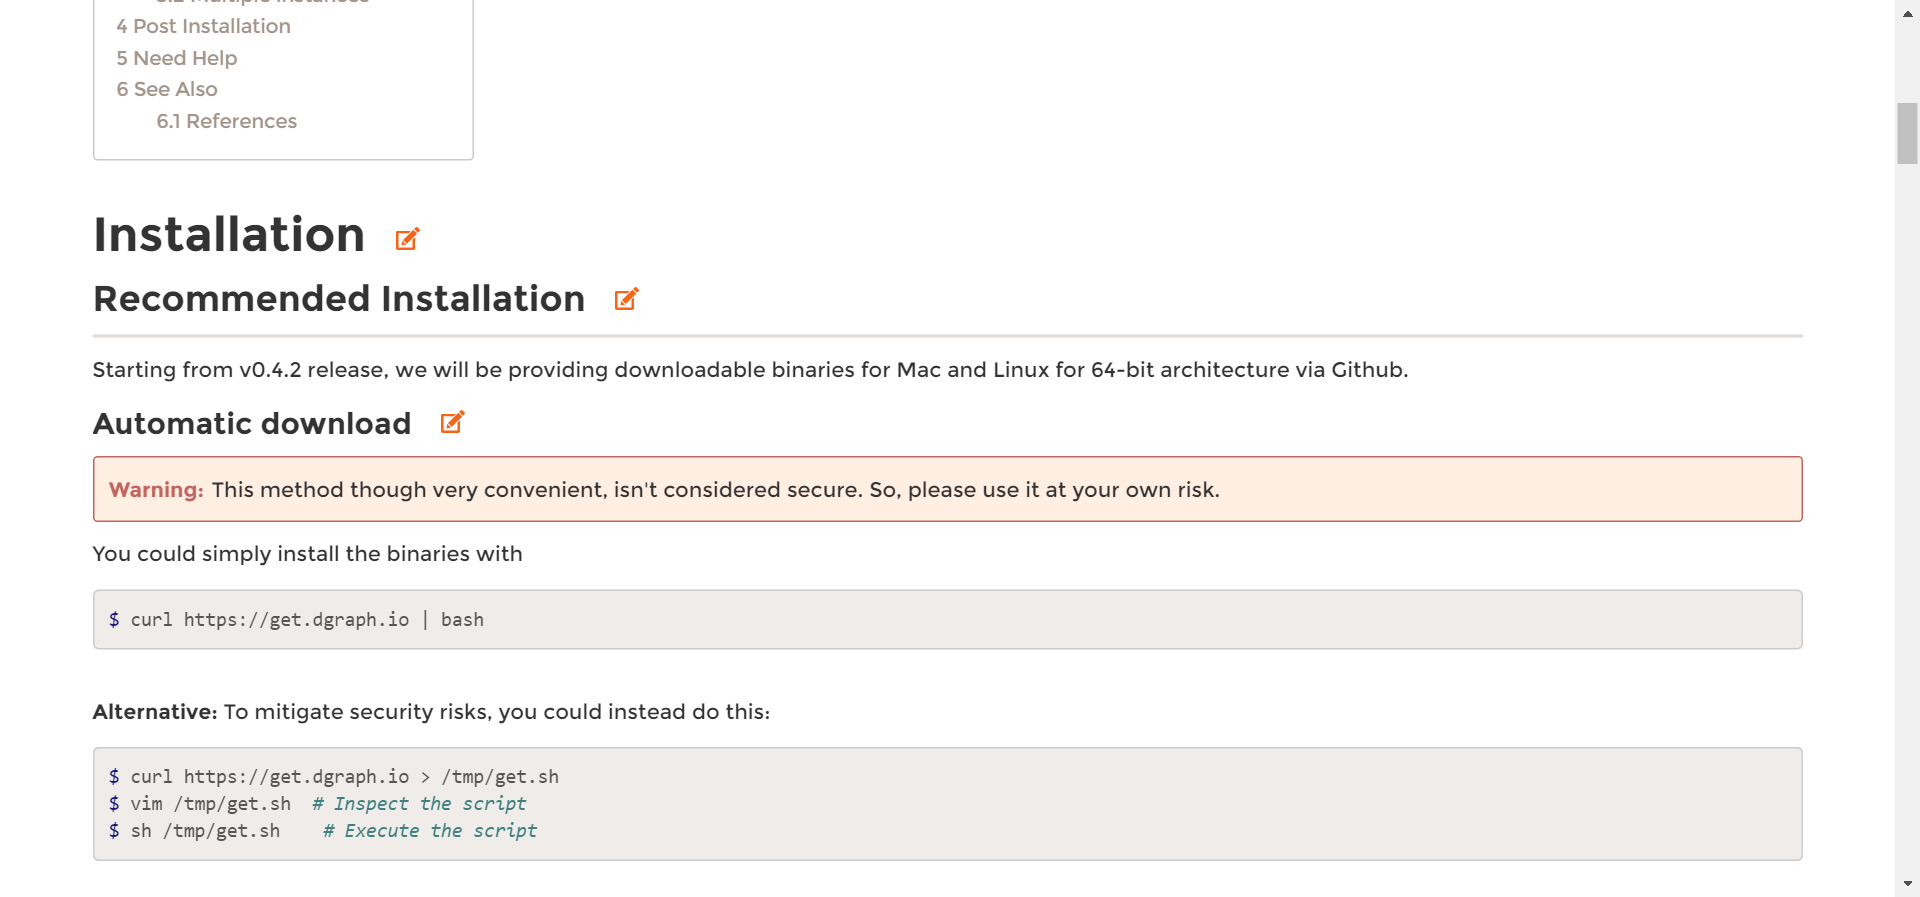 4 Post Installation
5 Need Help
6 See Also
6.1 References
Installation
Recommended Installation
Starting from v0.4.2 release, we will be providing downloadable binaries for Mac and Linux for 64-bit architecture via Github.
Automatic download
Warning: This method though very convenient, isn't considered secure. So, please use it at your own risk.
You could simply install the binaries with
$ curl https://get.dgraph.io | bash
Alternative: To mitigate security risks, you could instead do this:
$ curl https://get.dgraph.io > /tmp/get.sh
$ vim /tmp/get.sh  # Inspect the script
$ sh /tmp/get.sh    # Execute the script